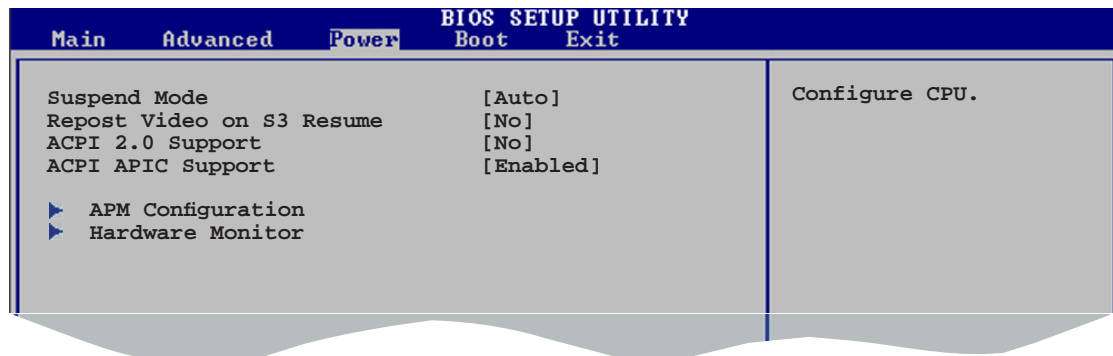 BIOS SETUP UTILITY
Main Advanced Power Boot Exit
Suspend Mode [Auto]
Repost Video on S3 Resume [No]
ACPI 2.0 Support [No]
ACPI APIC Support [Enabled]
APM Configuration
Hardware Monitor
Configure CPU.